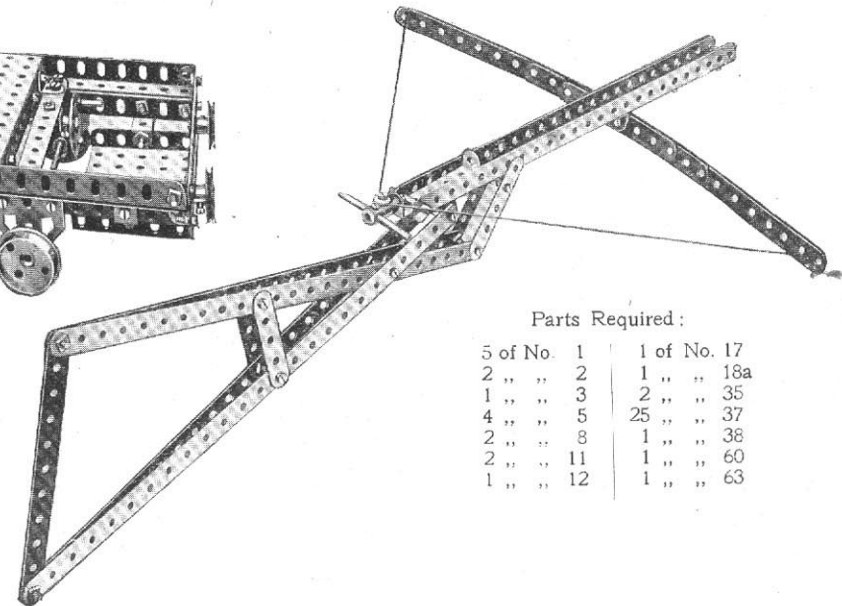 Parts Required:
5 of No. 1 1 of No. 17
2 ,, ,, 2 1 ,, ,, 18a
1 ,, ,, 3 2 ,, ,, 35
4 ,, ,, 5 25 ,, ,, 37
2 ,, ,, 8 1 ,, ,, 38
2 ,, ,, 11 1 ,, ,, 60
1 ,, ,, 12 1 ,, ,, 63